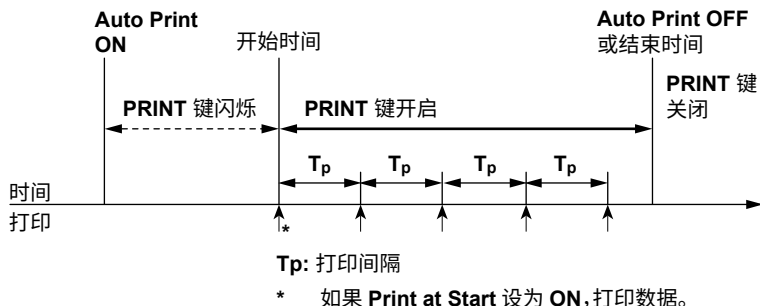 Auto Print
ON
开始时间
Auto Print OFF
或结束时间
PRINT 键闪烁
PRINT 键开启
PRINT 键
关闭
Tp Tp Tp Tp
时间
打印
*
Tp: 打印间隔
* 如果 Print at Start 设为 ON，打印数据。